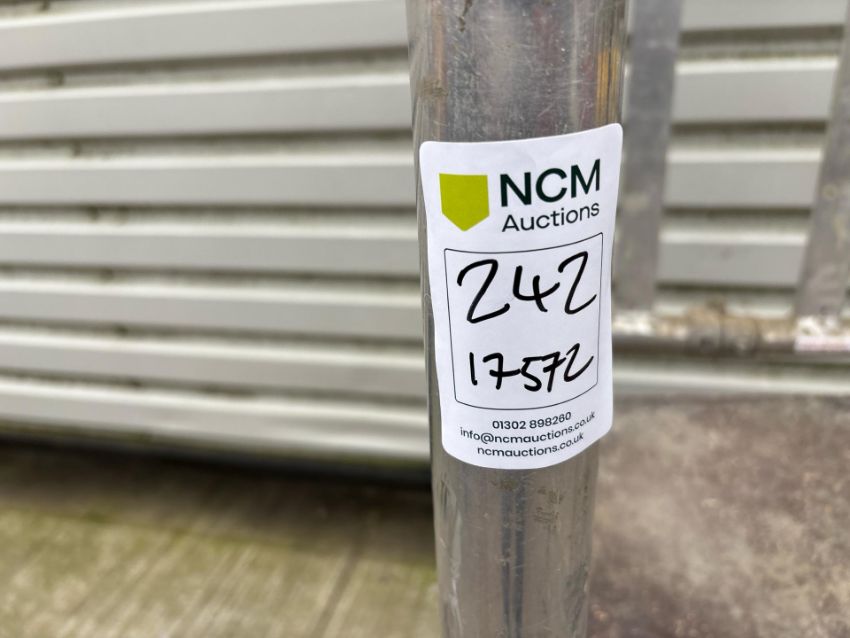 NCM
Auctions
242
17572
01302 898260
info@ncmauctions.co.uk
ncmauctions.co.uk